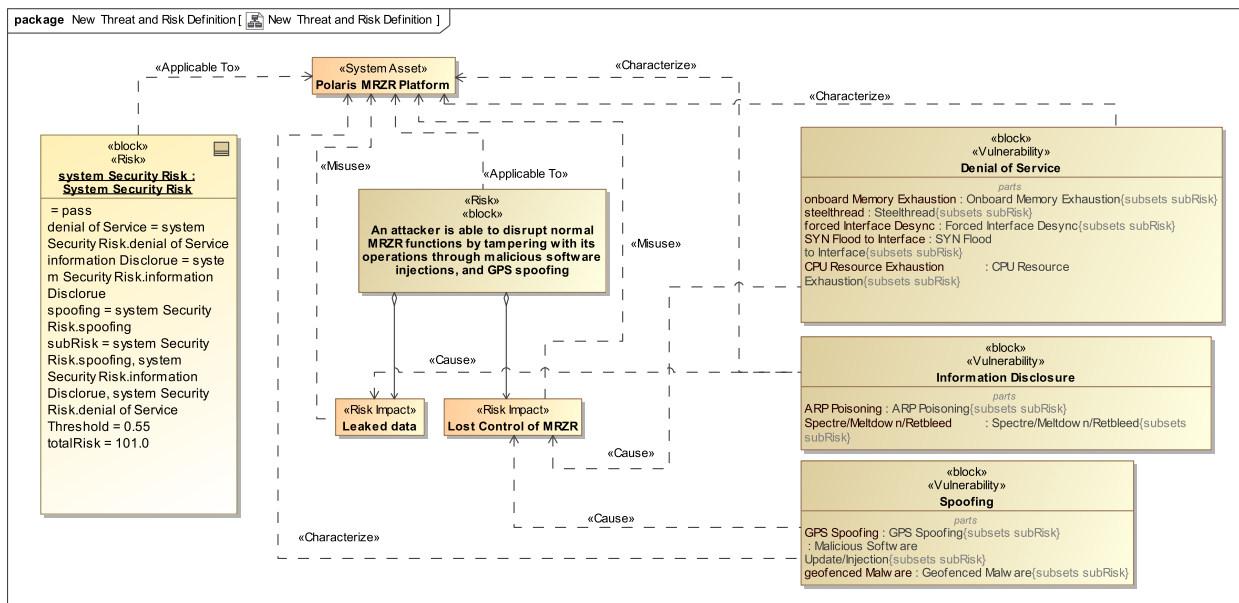 package New Threat and Risk Definition [ New Threat and Risk Definition ]
«Applicable To»
«System Asset»
Polaris MRZR Platform
«Characterize»
«Characterize»
«block»
«Risk»
system Security Risk :
System Security Risk
= pass
denial of Service = system
Security Risk.denial of Service
information Disclorue = syste
m Security Risk.information
Disclorue
spoofing = system Security
Risk.spoofing
subRisk = system Security
Risk.spoofing, system
Security Risk.information
Disclorue, system Security
Risk.denial of Service
Threshold = 0.55
totalRisk = 101.0
«Misuse»
«Applicable To»
«Risk»
«block»
An attacker is able to disrupt normal
MRZR functions by tampering with its
operations through malicious software
injections, and GPS spoofing
«Misuse»
«Cause»
«Risk Impact»
Leaked data
«Risk Impact»
Lost Control of MRZR
«Cause»
«Cause»
«Characterize»
«block»
«Vulnerability»
Denial of Service
parts
onboard Memory Exhaustion : Onboard Memory Exhaustion{subsets subRisk}
steelthread : Steelthread{subsets subRisk}
forced Interface Desync : Forced Interface Desync{subsets subRisk}
SYN Flood to Interface : SYN Flood
to Interface{subsets subRisk}
CPU Resource Exhaustion : CPU Resource
Exhaustion{subsets subRisk}
«block»
«Vulnerability»
Information Disclosure
parts
ARP Poisoning : ARP Poisoning{subsets subRisk}
Spectre/Meltdown/Retbleed : Spectre/Meltdown/Retbleed{subsets
subRisk}
«block»
«Vulnerability»
Spoofing
parts
GPS Spoofing : GPS Spoofing{subsets subRisk}
: Malicious Software
Update/Injection{subsets subRisk}
geofenced Malware : Geofenced Malware{subsets subRisk}